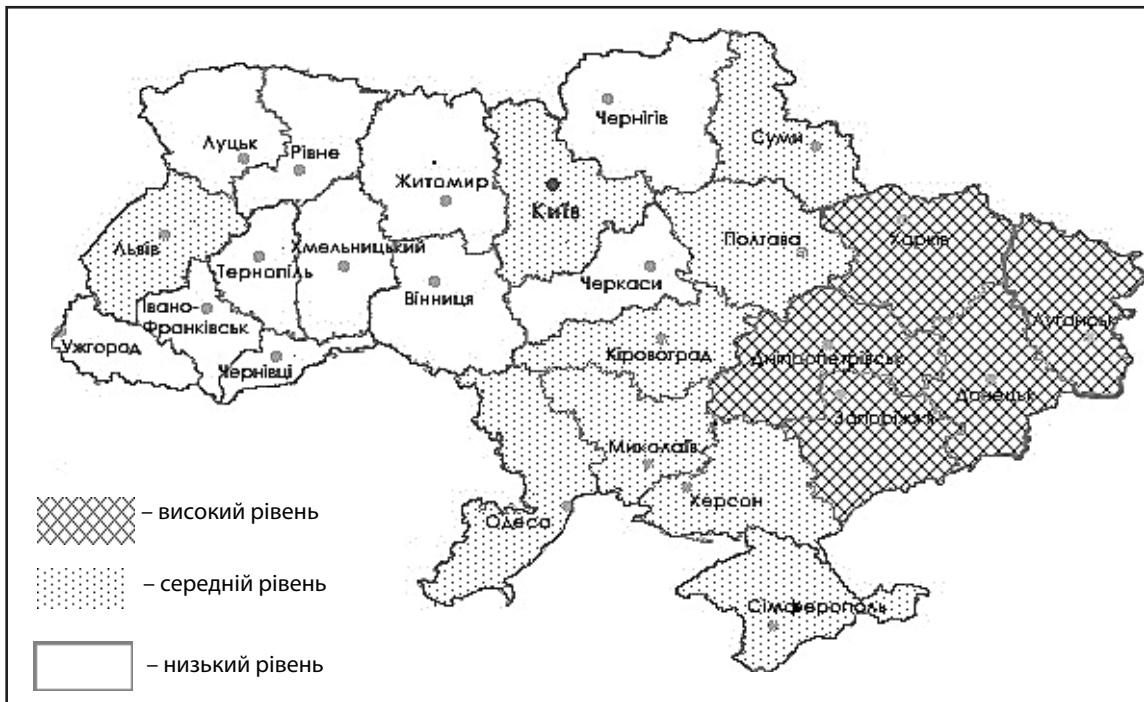 Чернігів
Луцьк
Рівне
Суми
Житомир
Київ
Львів
Хмельницький
Тернопіль
Полтава
Харків
Черкаси
Вінниця
Івано-
Франківськ
Ужгород
Чернівці
Кіровоград
Дніпропетрівськ
Луганськ
Донецьк
Запоріжжя
Миколаїв
Херсон
Одеса
Сімферополь
– високий рівень
– середній рівень
– низький рівень